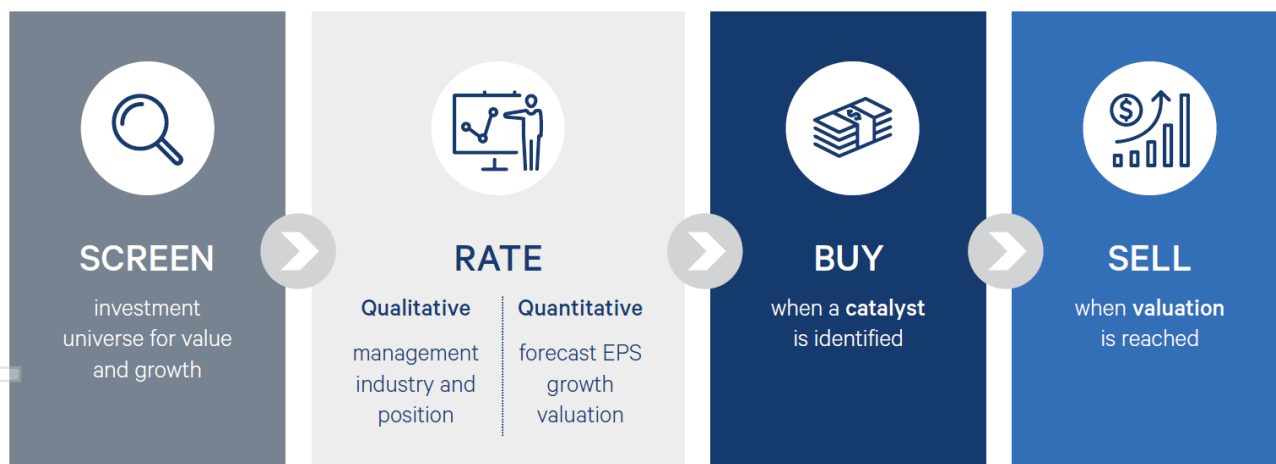 SCREEN
investment
universe for value
and growth
RATE
Qualitative
management
industry and
position
Quantitative
forecast EPS
growth
valuation
$
BUY
when a catalyst
is identified
$
SELL
when valuation
is reached